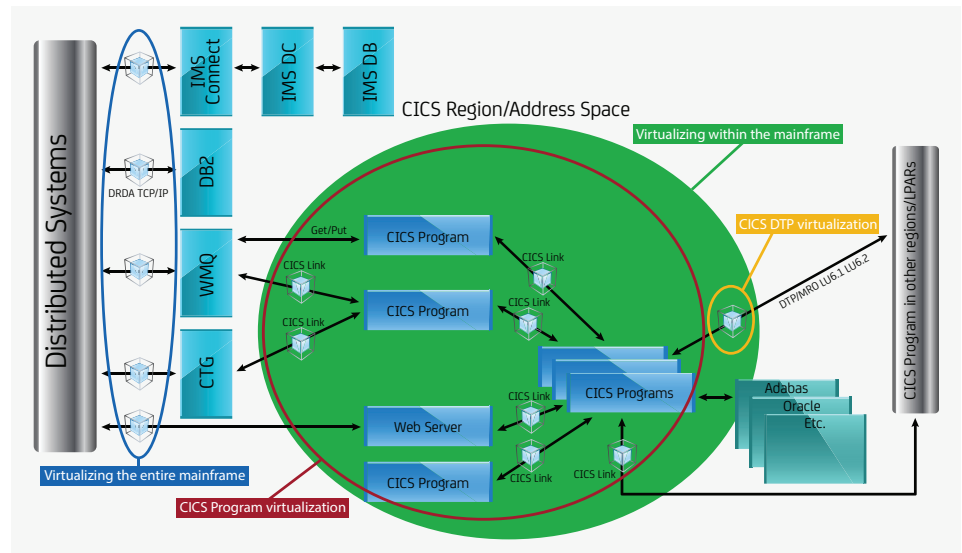 Distributed Systems
IMS Connect
IMS DC
IMS DB
CICS Region/Address Space
Virtualizing within the mainframe
DB2
DRDA TCP/IP
CICS Program in other regions/LPARs
CICS DTP virtualization
Get/Put
CICS Program
WMQ
CICS Link
CICS Link
DTP/MRO LU6.1 LU6.2
CICS Program
CICS Link
CICS Link
CTG
CICS Programs
Adabas
Oracle
Etc.
CICS Link
Web Server
CICS Link
CICS Link
CICS Program
Virtualizing the entire mainframe
CICS Program virtualization